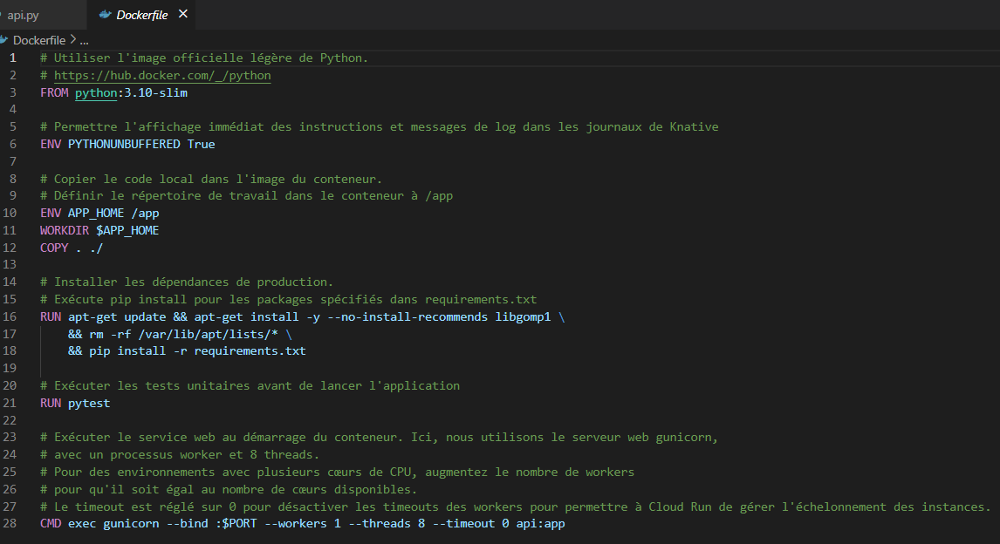 api.py
Dockerfile ×
Dockerfile > ...
1 # Utiliser l'image officielle légère de Python.
2 # https://hub.docker.com/_/python
3 FROM python:3.10-slim
4
5 # Permettre l'affichage immédiat des instructions et messages de log dans les journaux de Knative
6 ENV PYTHONUNBUFFERED True
7
8 # Copier le code local dans l'image du conteneur.
9 # Définir le répertoire de travail dans le conteneur à /app
10 ENV APP_HOME /app
11 WORKDIR $APP_HOME
12 COPY . ./
13
14 # Installer les dépendances de production.
15 # Exécute pip install pour les packages spécifiés dans requirements.txt
16 RUN apt-get update && apt-get install -y --no-install-recommends libgomp1 \
17     && rm -rf /var/lib/apt/lists/* \
18     && pip install -r requirements.txt
19
20 # Exécuter les tests unitaires avant de lancer l'application
21 RUN pytest
22
23 # Exécuter le service web au démarrage du conteneur. Ici, nous utilisons le serveur web gunicorn,
24 # avec un processus worker et 8 threads.
25 # Pour des environnements avec plusieurs cœurs de CPU, augmentez le nombre de workers
26 # pour qu'il soit égal au nombre de cœurs disponibles.
27 # Le timeout est réglé sur 0 pour désactiver les timeouts des workers pour permettre à Cloud Run de gérer l'échelonnement des instances.
28 CMD exec gunicorn --bind :$PORT --workers 1 --threads 8 --timeout 0 api:app